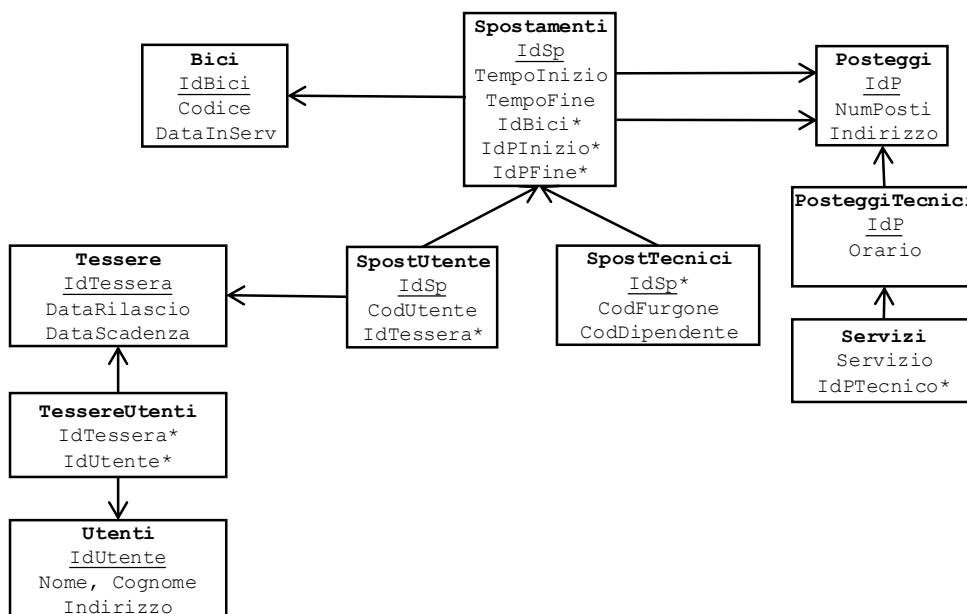 Spostamenti
IdSp
TempoInizio
TempoFine
IdBici*
IdPInizio*
IdPFine*
Bici
IdBici
Codice
DataInServ
Posteggi
IdP
NumPosti
Indirizzo
PosteggiTecnici
IdP
Orario
Tessere
IdTessera
DataRilascio
DataScadenza
SpostUtente
IdSp
CodUtente
IdTessera*
SpostTecnici
IdSp*
CodFurgone
CodDipendente
Servizi
Servizio
IdPTecnico*
TessereUtenti
IdTessera*
IdUtente*
Utenti
IdUtente
Nome, Cognome
Indirizzo